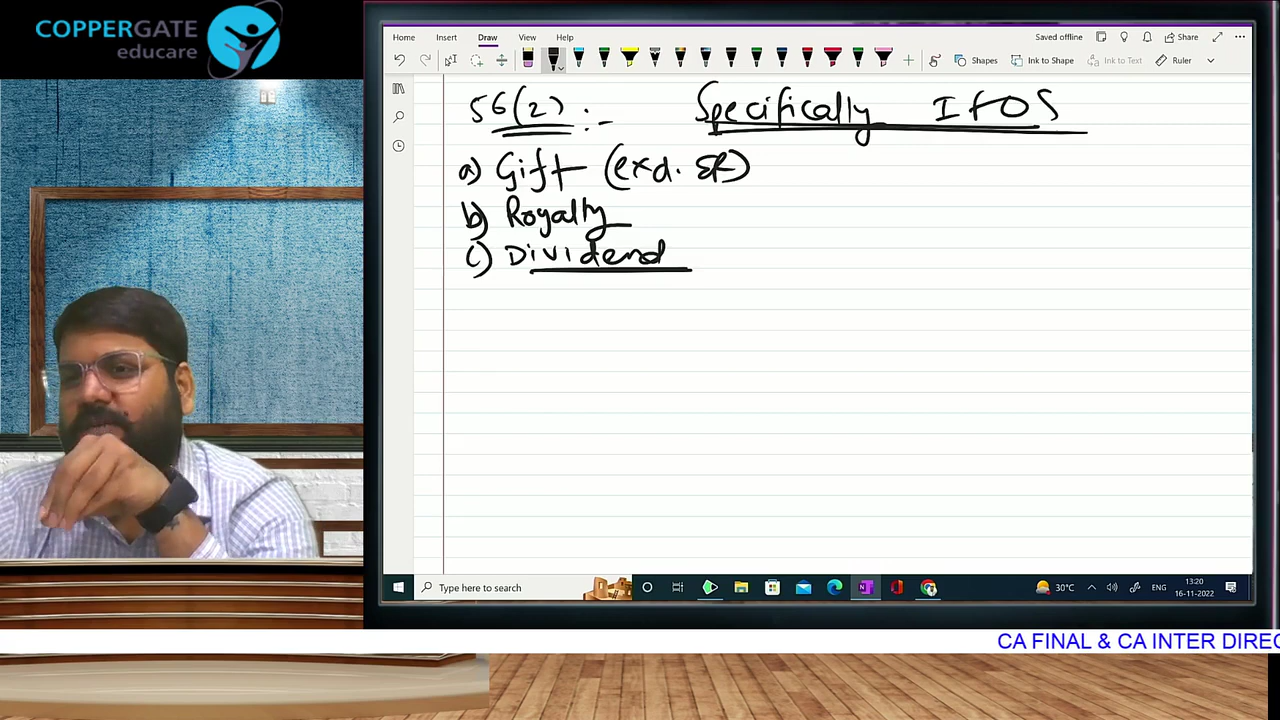 COPPERGATE
educare
Home Insert Draw View Help
Saved offline
Share
Shapes
Ink to Shape
Ink to Text
Ruler
56(2) :- Specifically IFOS
a) Gift (excl. SR)
b) Royalty
c) Dividend
Type here to search
30°C
ENG
13:20
16-11-2022
CA FINAL & CA INTER DIREC